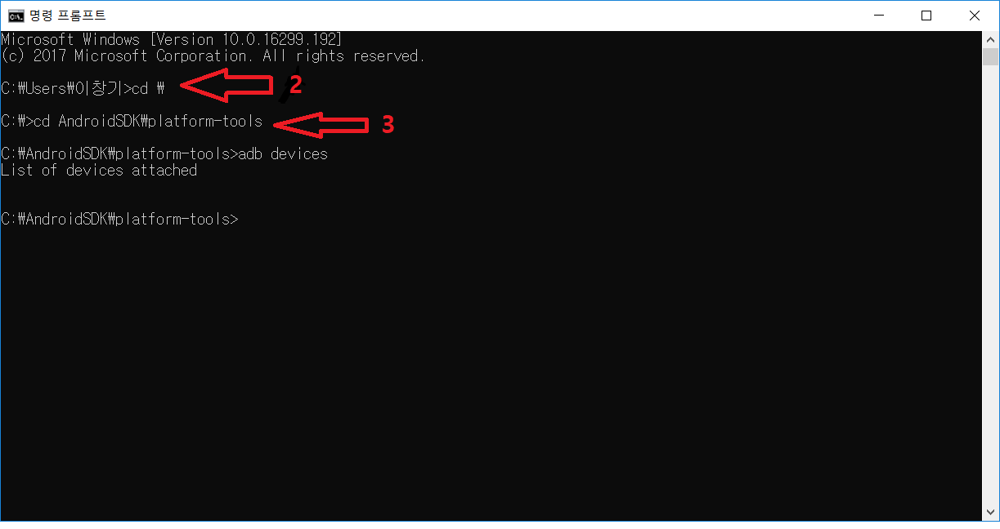 명령 프롬프트
Microsoft Windows [Version 10.0.16299.192]
(c) 2017 Microsoft Corporation. All rights reserved.
C:₩Users₩이창기>cd ₩ 2
C:₩>cd AndroidSDK₩platform-tools 3
C:₩AndroidSDK₩platform-tools>adb devices
List of devices attached
C:₩AndroidSDK₩platform-tools>